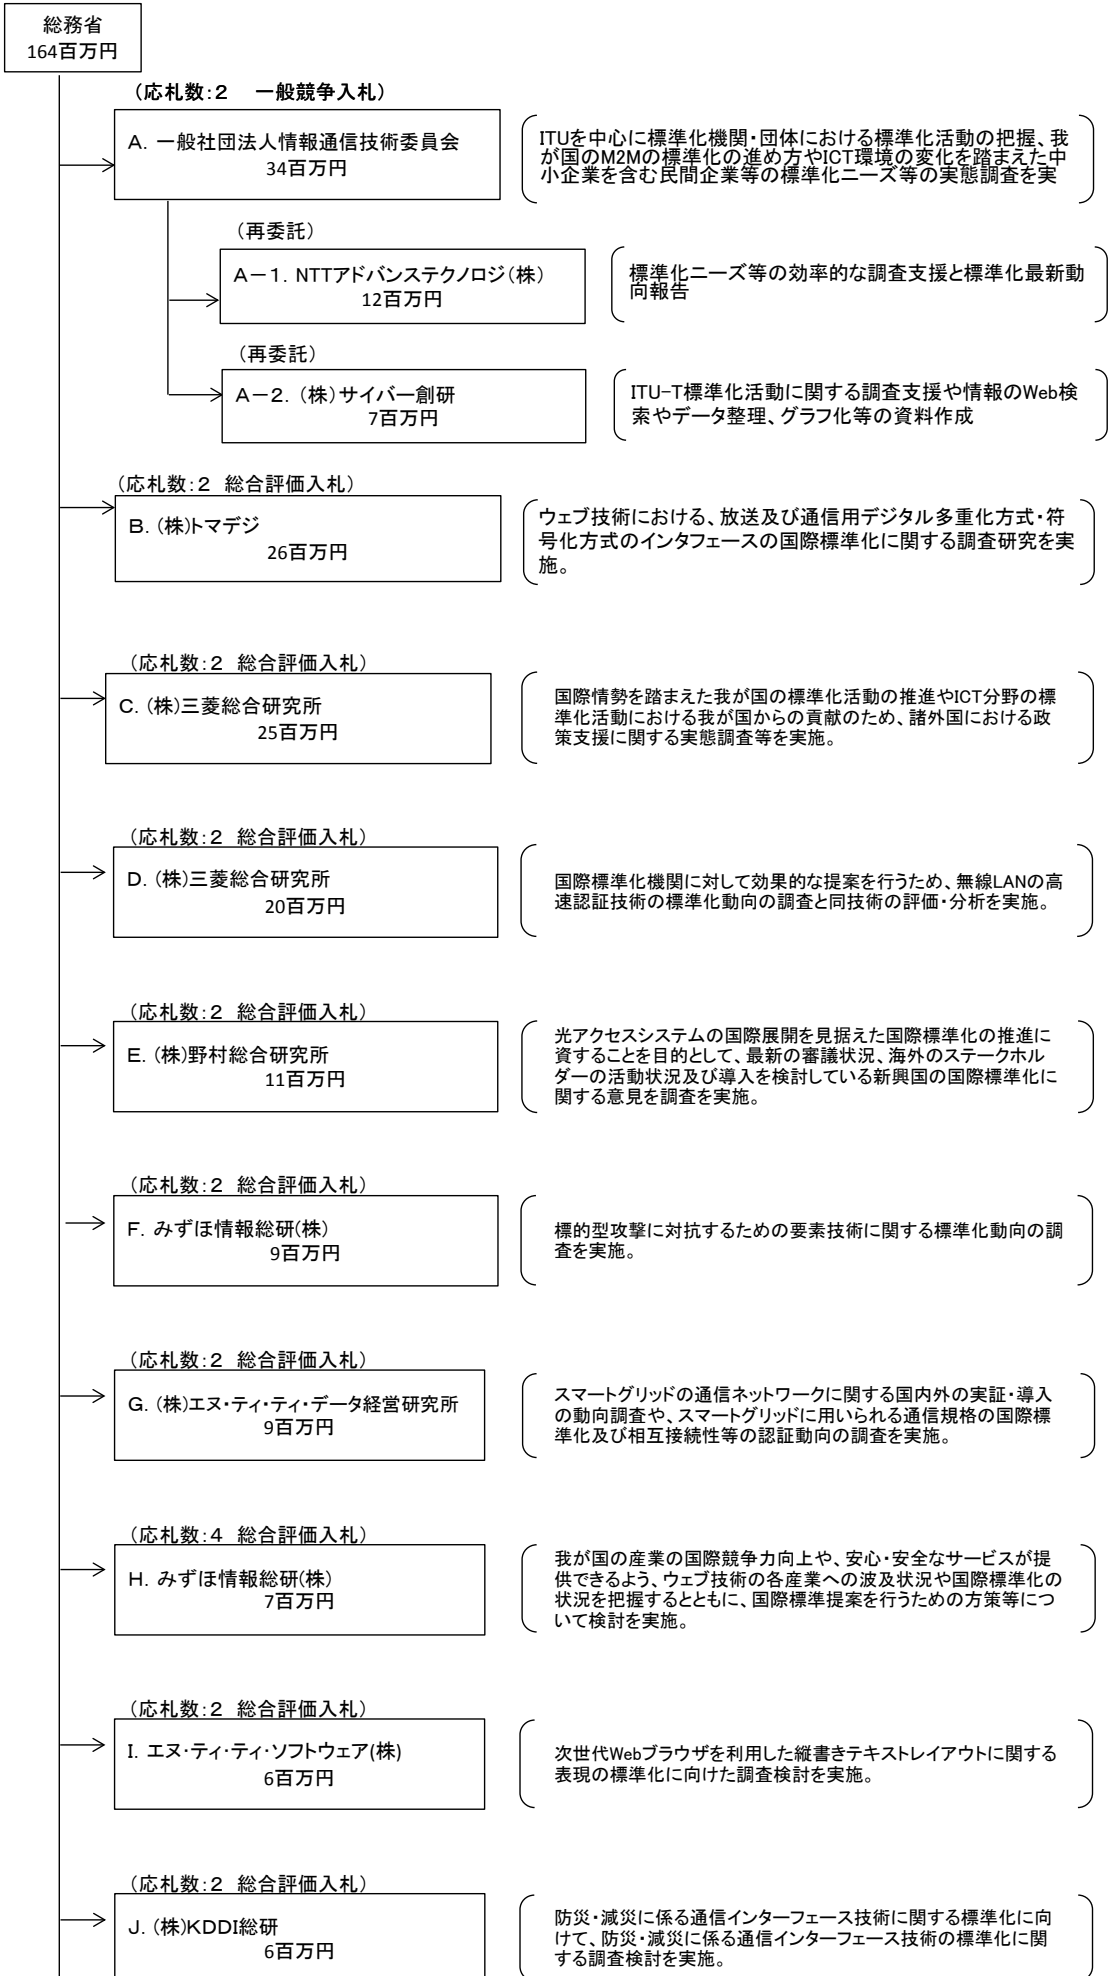 総務省
164百万円
(応札数:2 一般競争入札)
A. 一般社団法人情報通信技術委員会
34百万円
ITUを中心に標準化機関・団体における標準化活動の把握、我
が国のM2Mの標準化の進め方やICT環境の変化を踏まえた中
小企業を含む民間企業等の標準化ニーズ等の実態調査を実
(再委託)
A－1. NTTアドバンステクノロジ(株)
12百万円
標準化ニーズ等の効率的な調査支援と標準化最新動
向報告
(再委託)
A－2. (株)サイバー創研
7百万円
ITU-T標準化活動に関する調査支援や情報のWeb検
索やデータ整理、グラフ化等の資料作成
(応札数:2 総合評価入札)
B. (株)トマデジ
26百万円
ウェブ技術における、放送及び通信用デジタル多重化方式・符
号化方式のインタフェースの国際標準化に関する調査研究を実
施。
(応札数:2 総合評価入札)
C. (株)三菱総合研究所
25百万円
国際情勢を踏まえた我が国の標準化活動の推進やICT分野の標
準化活動における我が国からの貢献のため、諸外国における政
策支援に関する実態調査等を実施。
(応札数:2 総合評価入札)
D. (株)三菱総合研究所
20百万円
国際標準化機関に対して効果的な提案を行うため、無線LANの高
速認証技術の標準化動向の調査と同技術の評価・分析を実施。
(応札数:2 総合評価入札)
E. (株)野村総合研究所
11百万円
光アクセスシステムの国際展開を見据えた国際標準化の推進に
資することを目的として、最新の審議状況、海外のステークホル
ダーの活動状況及び導入を検討している新興国の国際標準化に
関する意見を調査を実施。
(応札数:2 総合評価入札)
F. みずほ情報総研(株)
9百万円
標的型攻撃に対抗するための要素技術に関する標準化動向の調
査を実施。
(応札数:2 総合評価入札)
G. (株)エヌ・ティ・ティ・データ経営研究所
9百万円
スマートグリッドの通信ネットワークに関する国内外の実証・導入
の動向調査や、スマートグリッドに用いられる通信規格の国際標
準化及び相互接続性等の認証動向の調査を実施。
(応札数:4 総合評価入札)
H. みずほ情報総研(株)
7百万円
我が国の産業の国際競争力向上や、安心・安全なサービスが提
供できるよう、ウェブ技術の各産業への波及状況や国際標準化の
状況を把握するとともに、国際標準提案を行うための方策等につ
いて検討を実施。
(応札数:2 総合評価入札)
I. エヌ・ティ・ティ・ソフトウェア(株)
6百万円
次世代Webブラウザを利用した縦書きテキストレイアウトに関する
表現の標準化に向けた調査検討を実施。
(応札数:2 総合評価入札)
J. (株)KDDI総研
6百万円
防災・減災に係る通信インターフェース技術に関する標準化に向
けて、防災・減災に係る通信インターフェース技術の標準化に関
する調査検討を実施。